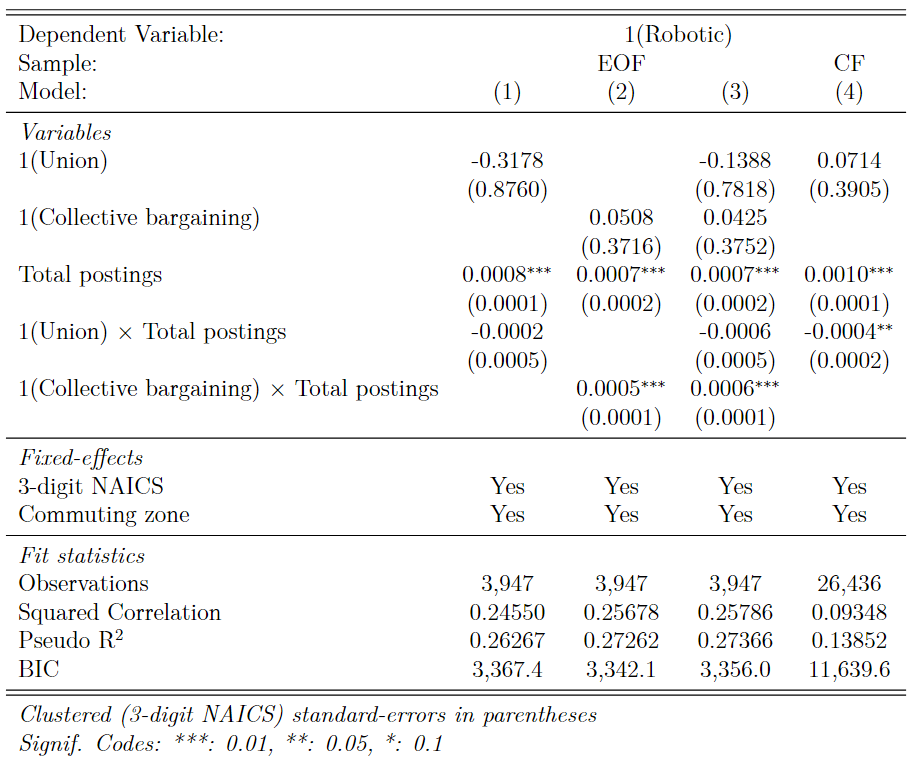 Dependent Variable: 1(Robotic)
Sample: EOF CF
Model: (1) (2) (3) (4)
Variables
1(Union) -0.3178 -0.1388 0.0714
(0.8760) (0.7818) (0.3905)
1(Collective bargaining) 0.0508 0.0425
(0.3716) (0.3752)
Total postings 0.0008*** 0.0007*** 0.0007*** 0.0010***
(0.0001) (0.0002) (0.0002) (0.0001)
1(Union) × Total postings -0.0002 -0.0006 -0.0004**
(0.0005) (0.0005) (0.0002)
1(Collective bargaining) × Total postings 0.0005*** 0.0006***
(0.0001) (0.0001)
Fixed-effects
3-digit NAICS Yes Yes Yes Yes
Commuting zone Yes Yes Yes Yes
Fit statistics
Observations 3,947 3,947 3,947 26,436
Squared Correlation 0.24550 0.25678 0.25786 0.09348
Pseudo R² 0.26267 0.27262 0.27366 0.13852
BIC 3,367.4 3,342.1 3,356.0 11,639.6
Clustered (3-digit NAICS) standard-errors in parentheses
Signif. Codes: ***: 0.01, **: 0.05, *: 0.1